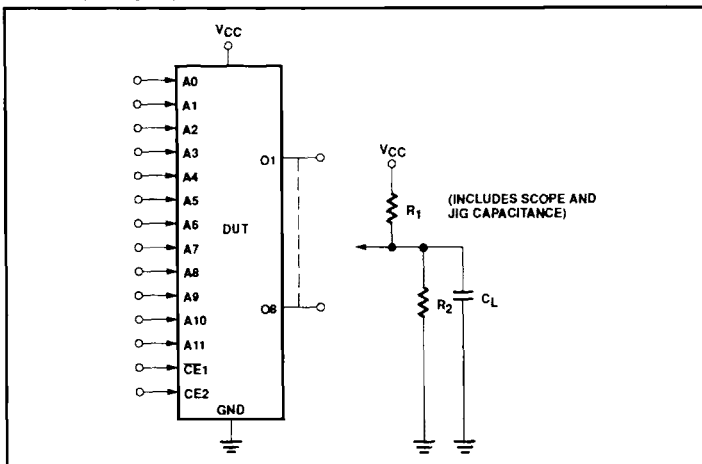 VCC
A0
A1
A2
A3
A4
A5
A6
A7
A8
A9
A10
A11
CE1
CE2
DUT
O1
O8
GND
VCC
R1
(INCLUDES SCOPE AND
JIG CAPACITANCE)
R2
CL